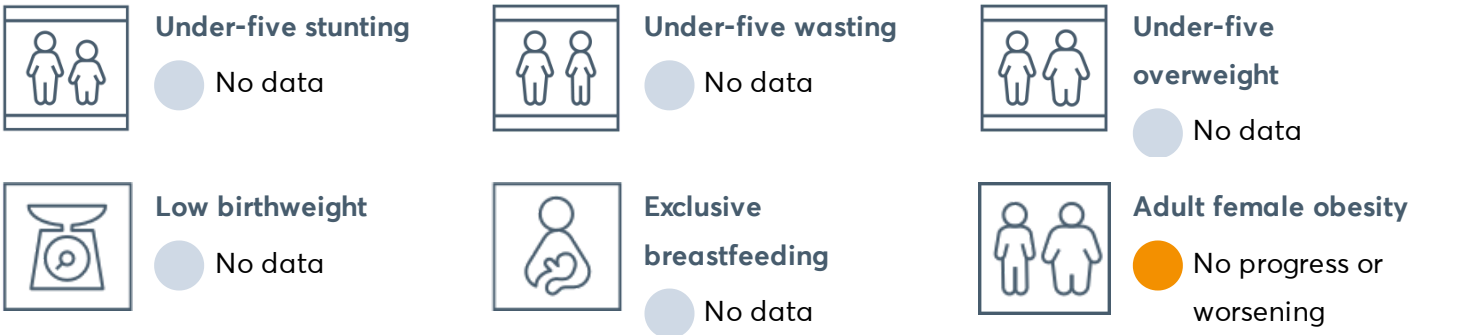 Under-five stunting
No data
Under-five wasting
No data
Under-five
overweight
No data
Low birthweight
No data
Exclusive
breastfeeding
No data
Adult female obesity
No progress or
worsening